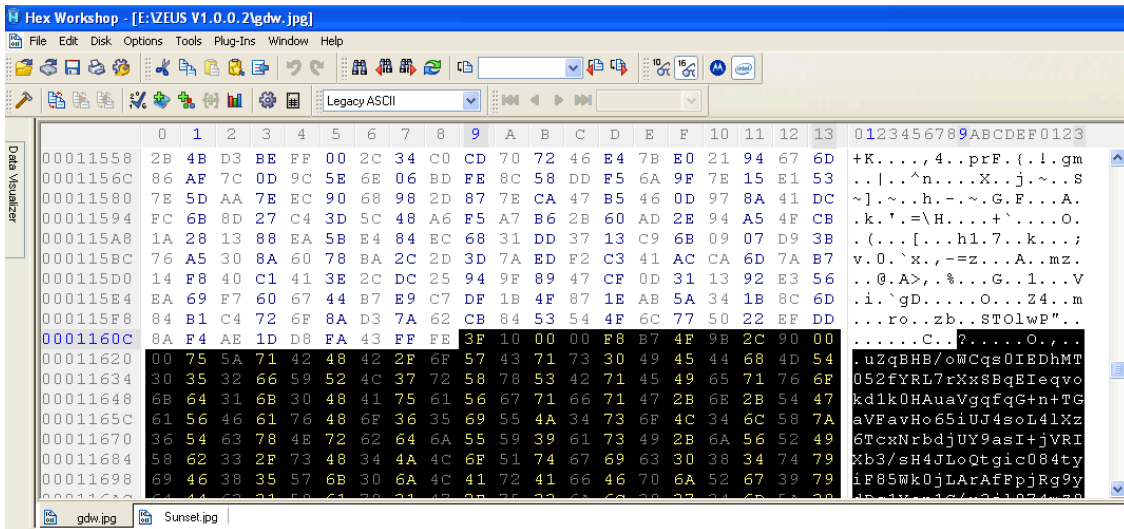 Hex Workshop - [E:\ZEUS V1.0.0.2\gdw.jpg]
File Edit Disk Options Tools Plug-Ins Window Help
Legacy ASCII
Data Visualizer
0 1 2 3 4 5 6 7 8 9 A B C D E F 10 11 12 13 0123456789ABCDEF0123
00011558 2B 4B D3 BE FF 00 2C 34 C0 CD 70 72 46 E4 7B E0 21 94 67 6D +K....,4..prF.{.!.gm
0001156C 86 AF 7C 0D 9C 5E 6E 06 BD FE 8C 58 DD F5 6A 9F 7E 15 E1 53 ..|..^n....X..j.~..S
00011580 7E 5D AA 7E EC 90 68 98 2D 87 7E CA 47 B5 46 0D 97 8A 41 DC ~].~..h.-.~.G.F...A.
00011594 FC 6B 8D 27 C4 3D 5C 48 A6 F5 A7 B6 2B 60 AD 2E 94 A5 4F CB .k.'.=\H....+`....O.
000115A8 1A 28 13 88 EA 5B E4 84 EC 68 31 DD 37 13 C9 6B 09 07 D9 3B .(...[...h1.7..k...;
000115BC 76 A5 30 8A 60 78 BA 2C 2D 3D 7A ED F2 C3 41 AC CA 6D 7A B7 v.0.`x.,-=z...A..mz.
000115D0 14 F8 40 C1 41 3E 2C DC 25 94 9F 89 47 CF 0D 31 13 92 E3 56 ..@.A>,.%...G..1...V
000115E4 EA 69 F7 60 67 44 B7 E9 C7 DF 1B 4F 87 1E AB 5A 34 1B 8C 6D .i.`gD.....O...Z4..m
000115F8 84 B1 C4 72 6F 8A D3 7A 62 CB 84 53 54 4F 6C 77 50 22 EF DD ...ro..zb..STOlwP"..
0001160C 8A F4 AE 1D D8 FA 43 FF FE 3F 10 00 00 F8 B7 4F 9B 2C 90 00 ......C..?.....O.,..
00011620 00 75 5A 71 42 48 42 2F 6F 57 43 71 73 30 49 45 44 68 4D 54 .uZqBHB/oWCqs0IEDhMT
00011634 30 35 32 66 59 52 4C 37 72 58 78 53 42 71 45 49 65 71 76 6F 052fYRL7rXxSBqEIeqvo
00011648 6B 64 31 6B 30 48 41 75 61 56 67 71 66 71 47 2B 6E 2B 54 47 kd1k0HAuaVgqfqG+n+TG
0001165C 61 56 46 61 76 48 6F 36 35 69 55 4A 34 73 6F 4C 34 6C 58 7A aVFavHo65iUJ4soL4lXz
00011670 36 54 63 78 4E 72 62 64 6A 55 59 39 61 73 49 2B 6A 56 52 49 6TcxNrbdjUY9asI+jVRI
00011684 58 62 33 2F 73 48 34 4A 4C 6F 51 74 67 69 63 30 38 34 74 79 Xb3/sH4JLoQtgic084ty
00011698 69 46 38 35 57 6B 30 6A 4C 41 72 41 66 46 70 6A 52 67 39 79 iF85Wk0jLArAfFpjRg9y
gdw.jpg Sunset.jpg